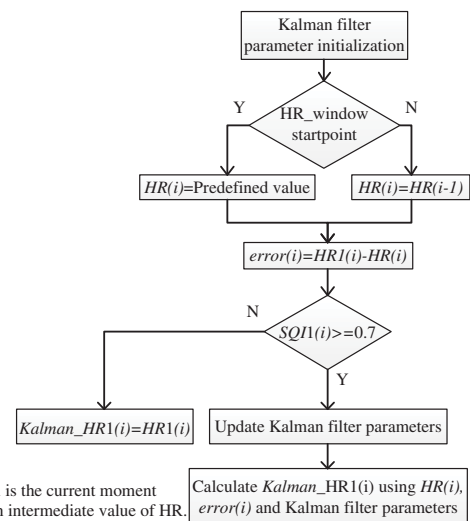 Kalman filter
parameter initialization
Y
N
HR_window
startpoint
HR(i)=Predefined value
HR(i)=HR(i-1)
error(i)=HR1(i)-HR(i)
N
SQI1(i)>=0.7
Y
Kalman_HR1(i)=HR1(i)
Update Kalman filter parameters
is the current moment
intermediate value of HR.
Calculate Kalman_HR1(i) using HR(i),
error(i) and Kalman filter parameters